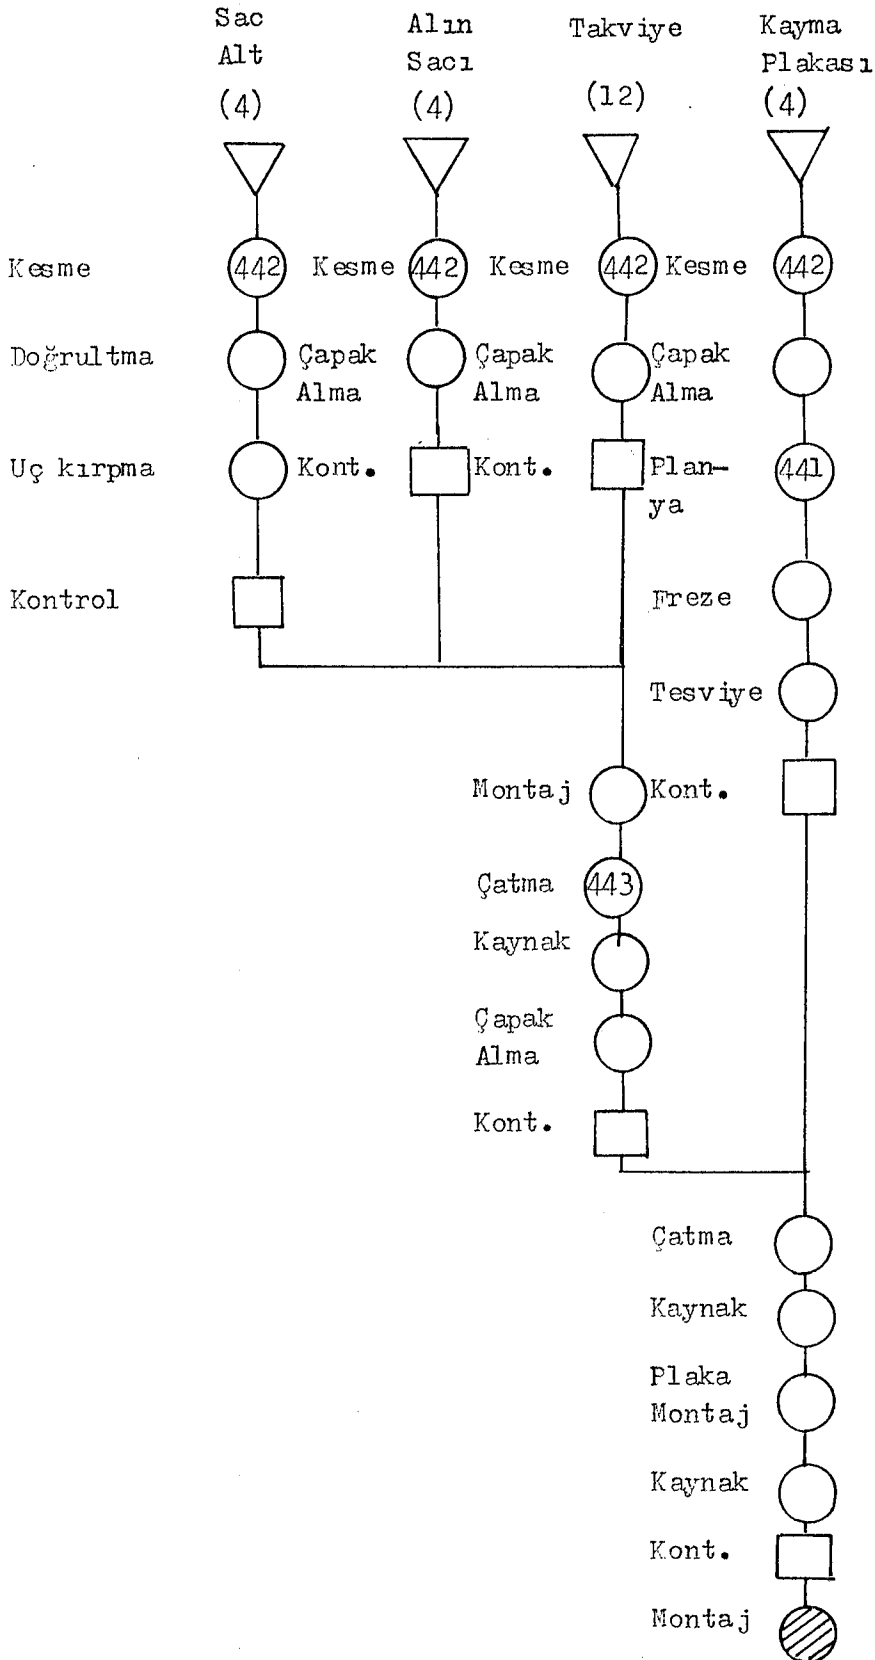 Sac
Alt
(4)
Alın
Sacı
(4)
Takviye
(12)
Kayma
Plakası
(4)
Kesme 442 Kesme 442 Kesme 442 Kesme 442
Doğrultma Çapak Çapak Çapak
Alma Alma Alma
Uç kırpma Kont. Kont. Plan- 441
ya
Kontrol Freze
Tesviye
Montaj Kont.
Çatma 443
Kaynak
Çapak
Alma
Kont.
Çatma
Kaynak
Plaka
Montaj
Kaynak
Kont.
Montaj